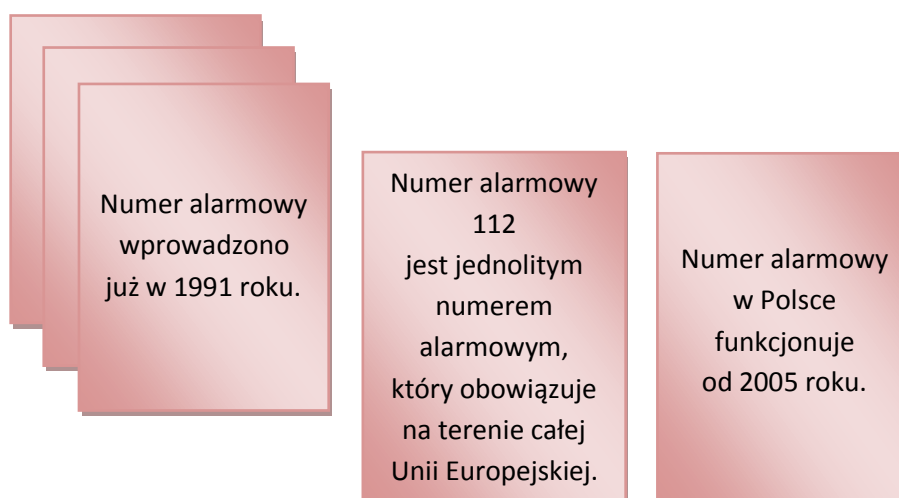 Numer alarmowy
wprowadzono
już w 1991 roku.
Numer alarmowy
112
jest jednolitym
numerem
alarmowym,
który obowiązuje
na terenie całej
Unii Europejskiej.
Numer alarmowy
w Polsce
funkcjonuje
od 2005 roku.